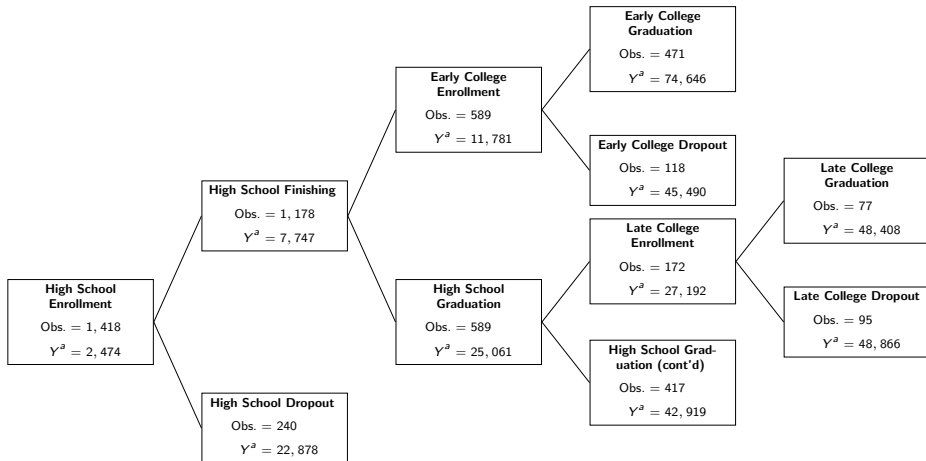 Early College
Graduation
Obs. = 471
Y^a = 74, 646
Early College
Enrollment
Obs. = 589
Y^a = 11, 781
Early College Dropout
Obs. = 118
Y^a = 45, 490
High School Finishing
Obs. = 1, 178
Y^a = 7, 747
Late College
Graduation
Obs. = 77
Y^a = 48, 408
Late College
Enrollment
Obs. = 172
Y^a = 27, 192
High School
Enrollment
Obs. = 1, 418
Y^a = 2, 474
High School
Graduation
Obs. = 589
Y^a = 25, 061
Late College Dropout
Obs. = 95
Y^a = 48, 866
High School Grad-
uation (cont'd)
Obs. = 417
Y^a = 42, 919
High School Dropout
Obs. = 240
Y^a = 22, 878